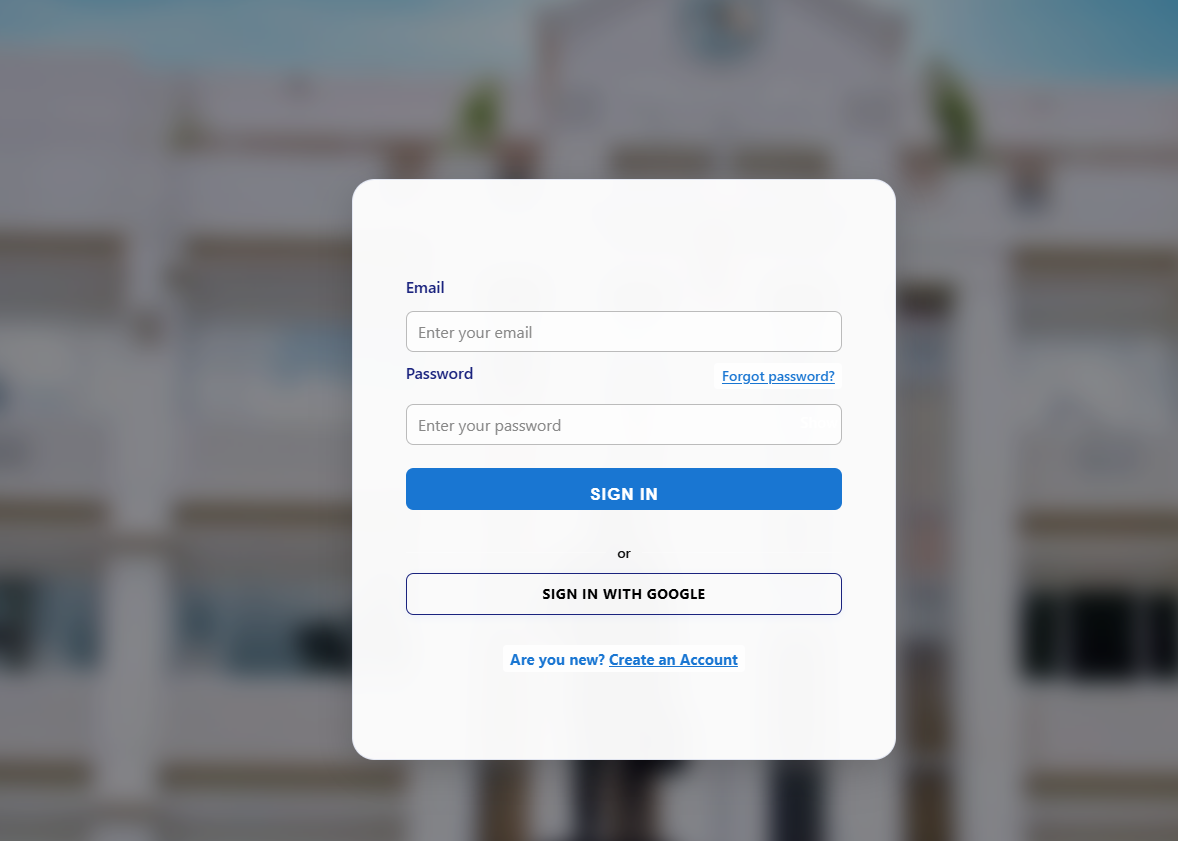 Email
Enter your email
Password
Forgot password?
Enter your password
SIGN IN
or
SIGN IN WITH GOOGLE
Are you new? Create an Account